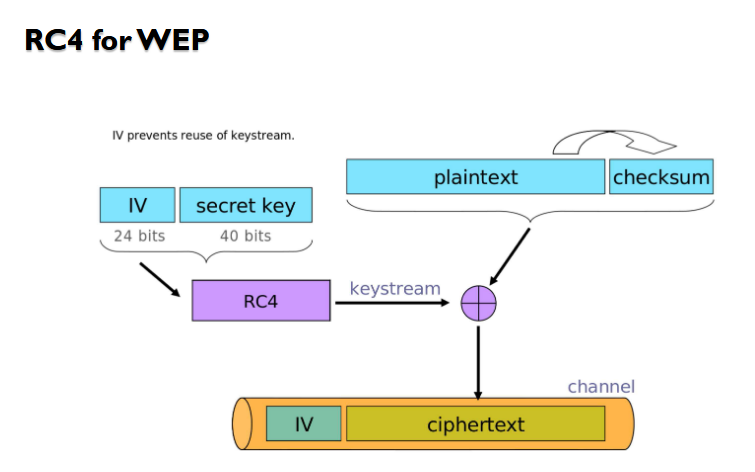 RC4 for WEP
IV prevents reuse of keystream.
plaintext
checksum
IV
secret key
24 bits
40 bits
RC4
keystream
channel
IV
ciphertext